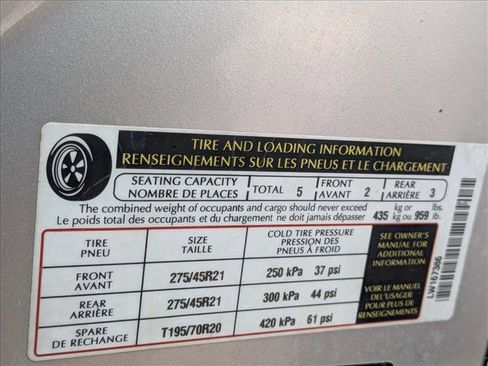 TIRE AND LOADING INFORMATION
RENSEIGNEMENTS SUR LES PNEUS ET LE CHARGEMENT
SEATING CAPACITY
NOMBRE DE PLACES
TOTAL 5
FRONT
AVANT 2
REAR
ARRIÈRE 3
The combined weight of occupants and cargo should never exceed
Le poids total des occupants et du chargement ne doit jamais dépasser
435 kg ou 959 lb.
kg or lbs.
TIRE
PNEU
SIZE
TAILLE
COLD TIRE PRESSURE
PRESSION DES
PNEUS À FROID
FRONT
AVANT
275/45R21
250 kPa 37 psi
REAR
ARRIÈRE
275/45R21
300 kPa 44 psi
SPARE
DE RECHANGE
T195/70R20
420 kPa 61 psi
SEE OWNER'S
MANUAL FOR
ADDITIONAL
INFORMATION
VOIR LE MANUEL
DE L'USAGER
POUR PLUS DE
RENSEIGNEMENTS
LW167386